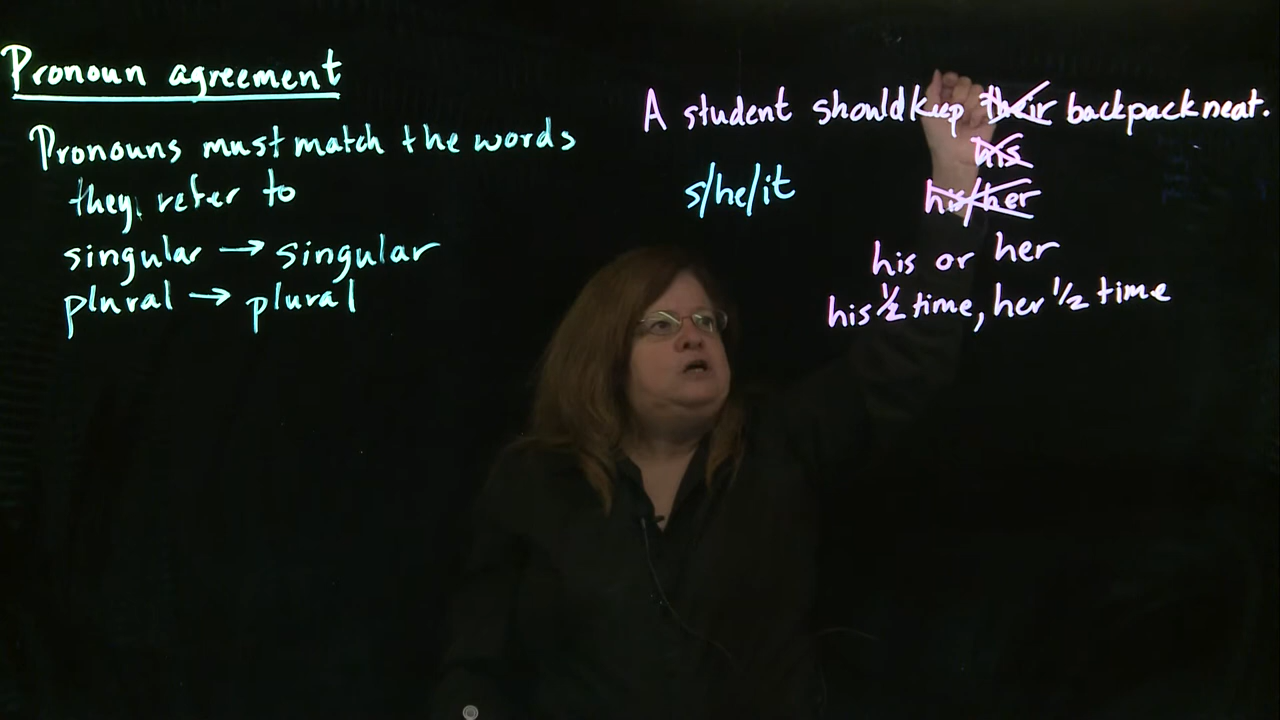 Pronoun agreement
Pronouns must match the words
they refer to
singular → singular
plural → plural
A student should keep their backpack neat.
his
s/he/it
his/her
his or her
his ½ time, her ½ time